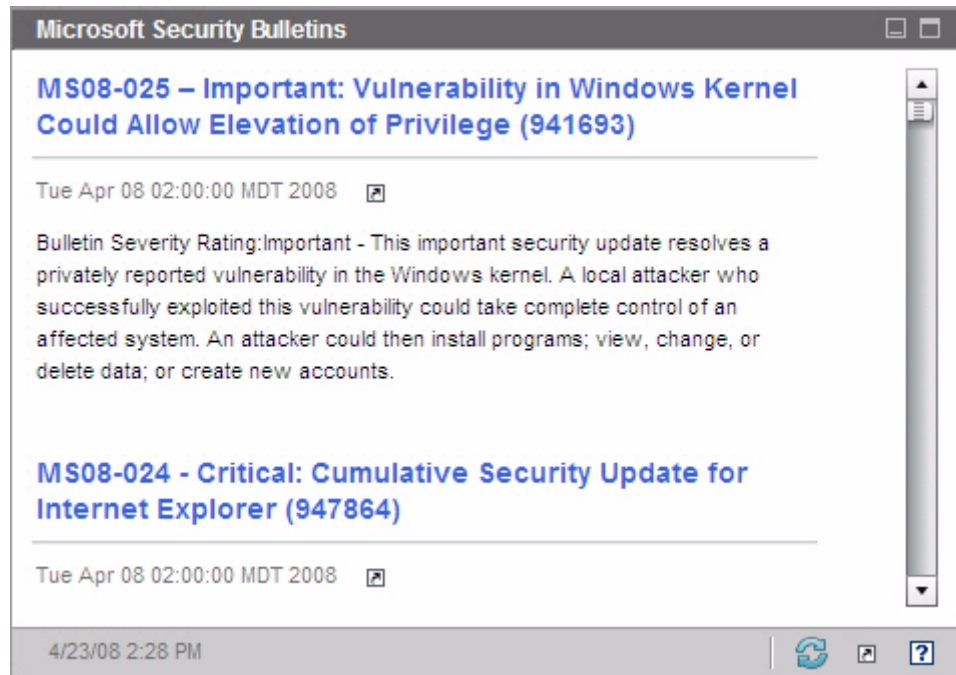 Microsoft Security Bulletins
MS08-025 – Important: Vulnerability in Windows Kernel
Could Allow Elevation of Privilege (941693)
Tue Apr 08 02:00:00 MDT 2008
Bulletin Severity Rating:Important - This important security update resolves a
privately reported vulnerability in the Windows kernel. A local attacker who
successfully exploited this vulnerability could take complete control of an
affected system. An attacker could then install programs; view, change, or
delete data; or create new accounts.
MS08-024 - Critical: Cumulative Security Update for
Internet Explorer (947864)
Tue Apr 08 02:00:00 MDT 2008
4/23/08 2:28 PM
?